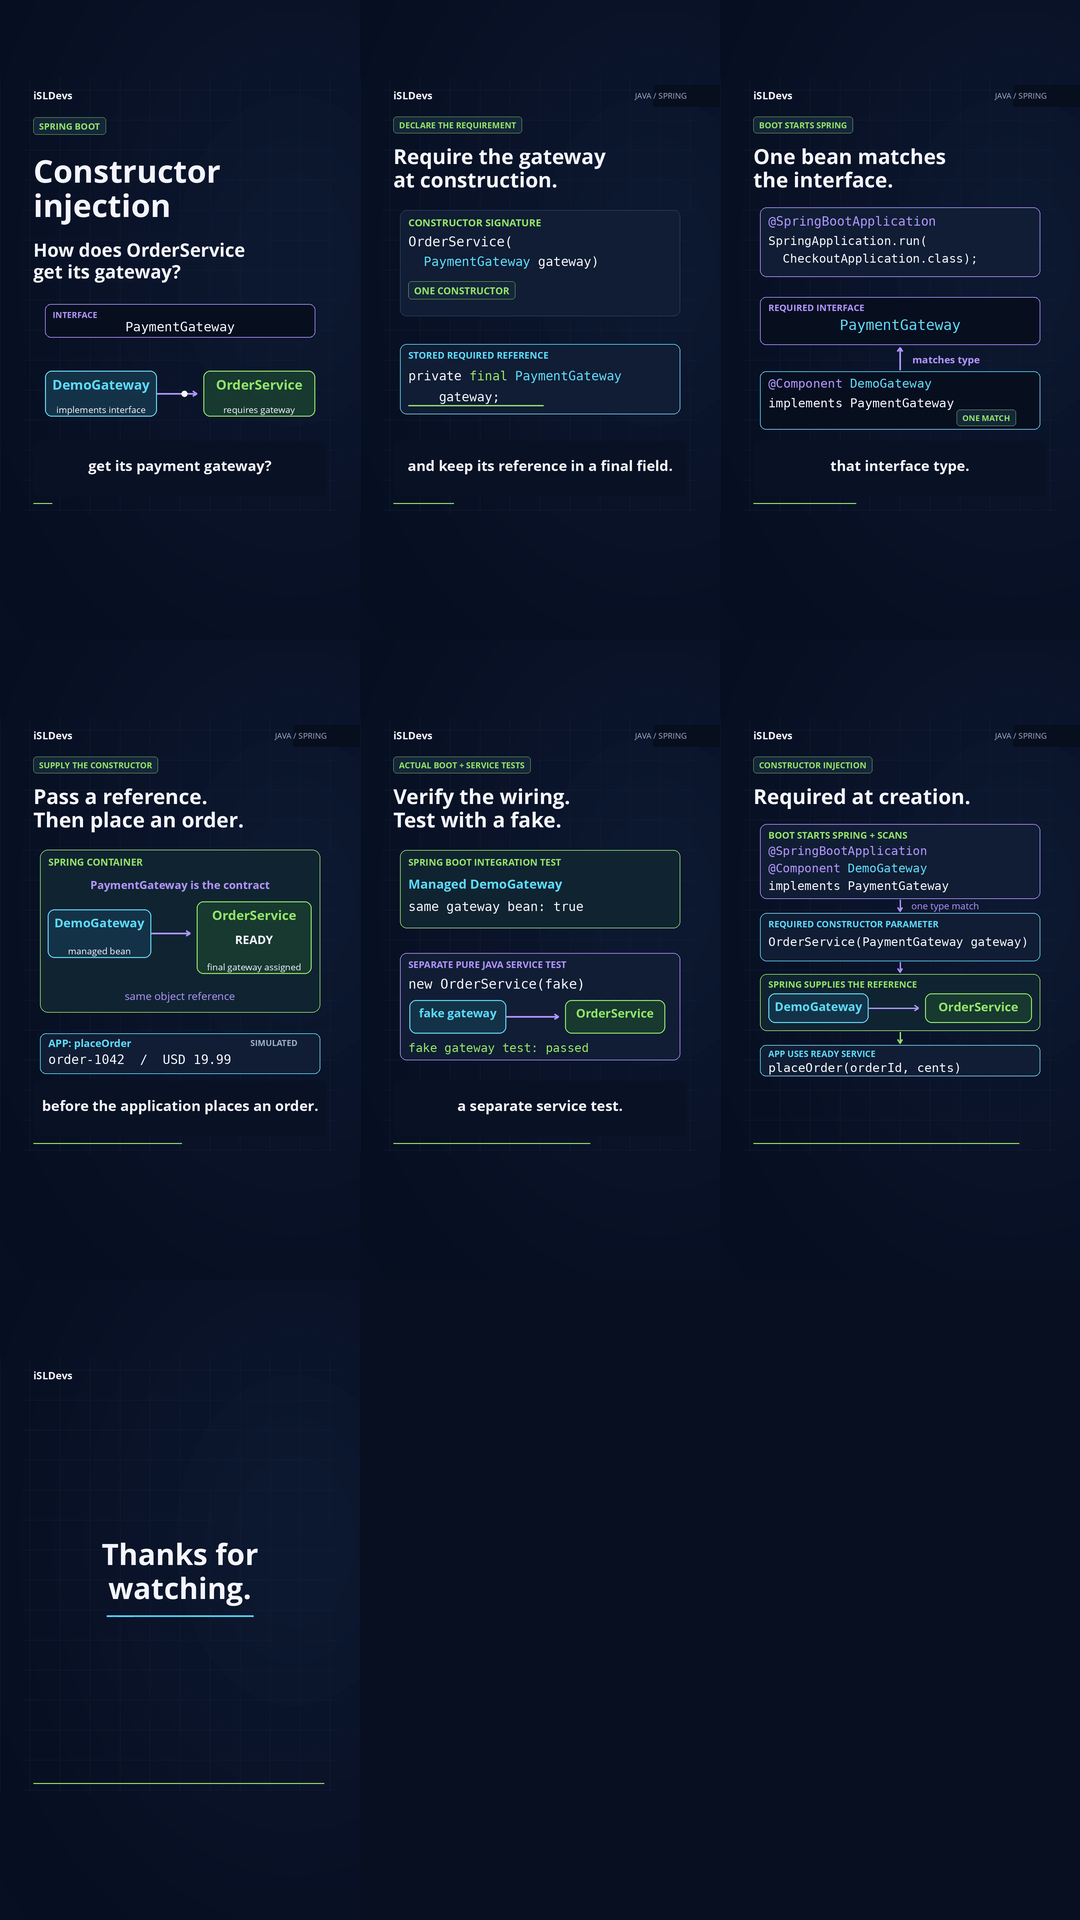 iSLDevs
SPRING BOOT
Constructor
injection
How does OrderService
get its gateway?
INTERFACE
PaymentGateway
DemoGateway
implements interface
OrderService
requires gateway
get its payment gateway?
iSLDevs
JAVA / SPRING
DECLARE THE REQUIREMENT
Require the gateway
at construction.
CONSTRUCTOR SIGNATURE
OrderService(
PaymentGateway gateway)
ONE CONSTRUCTOR
STORED REQUIRED REFERENCE
private final PaymentGateway
gateway;
and keep its reference in a final field.
iSLDevs
JAVA / SPRING
BOOT STARTS SPRING
One bean matches
the interface.
@SpringBootApplication
SpringApplication.run(
CheckoutApplication.class);
REQUIRED INTERFACE
PaymentGateway
matches type
@Component DemoGateway
implements PaymentGateway
ONE MATCH
that interface type.
iSLDevs
JAVA / SPRING
SUPPLY THE CONSTRUCTOR
Pass a reference.
Then place an order.
SPRING CONTAINER
PaymentGateway is the contract
DemoGateway
managed bean
OrderService
READY
final gateway assigned
same object reference
APP: placeOrder
SIMULATED
order-1042 / USD 19.99
before the application places an order.
iSLDevs
JAVA / SPRING
ACTUAL BOOT + SERVICE TESTS
Verify the wiring.
Test with a fake.
SPRING BOOT INTEGRATION TEST
Managed DemoGateway
same gateway bean: true
SEPARATE PURE JAVA SERVICE TEST
new OrderService(fake)
fake gateway
OrderService
fake gateway test: passed
a separate service test.
iSLDevs
JAVA / SPRING
CONSTRUCTOR INJECTION
Required at creation.
BOOT STARTS SPRING + SCANS
@SpringBootApplication
@Component DemoGateway
implements PaymentGateway
one type match
REQUIRED CONSTRUCTOR PARAMETER
OrderService(PaymentGateway gateway)
SPRING SUPPLIES THE REFERENCE
DemoGateway
OrderService
APP USES READY SERVICE
placeOrder(orderId, cents)
iSLDevs
Thanks for
watching.